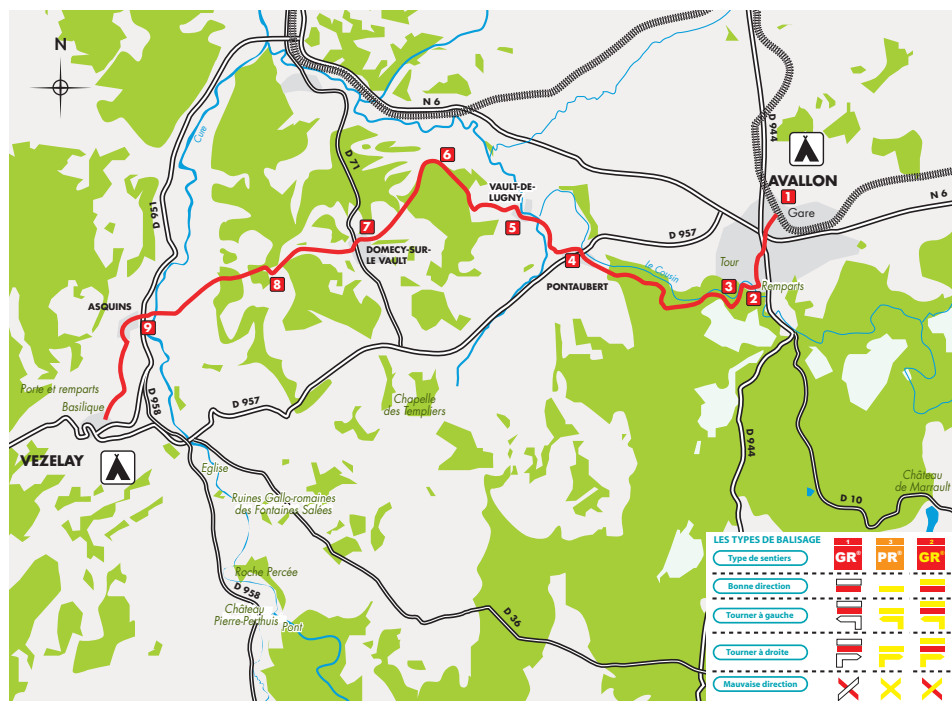 N
N 6
D 944
AVALLON
1
Gare
N 6
Cure
D 71
6
VAULT-DE-
LUGNY
5
D 951
7
DOMECY-SUR-
LE VAULT
D 957
4
PONTAUBERT
Le Cousin
Tour
3
2
Remparts
8
ASQUINS
9
Porte et remparts
Basilique
D 958
D 957
Chapelle
des Templiers
VEZELAY
Eglise
D 944
Château
de Marrault
D 10
Ruines Gallo-romaines
des Fontaines Salées
Roche Percée
D 958
Château
Pierre-Perthuis
Pont
D 36
LES TYPES DE BALISAGE
1
3
2
Type de sentiers
GR®
PR®
GR®
Bonne direction
Tourner à gauche
Tourner à droite
Mauvaise direction